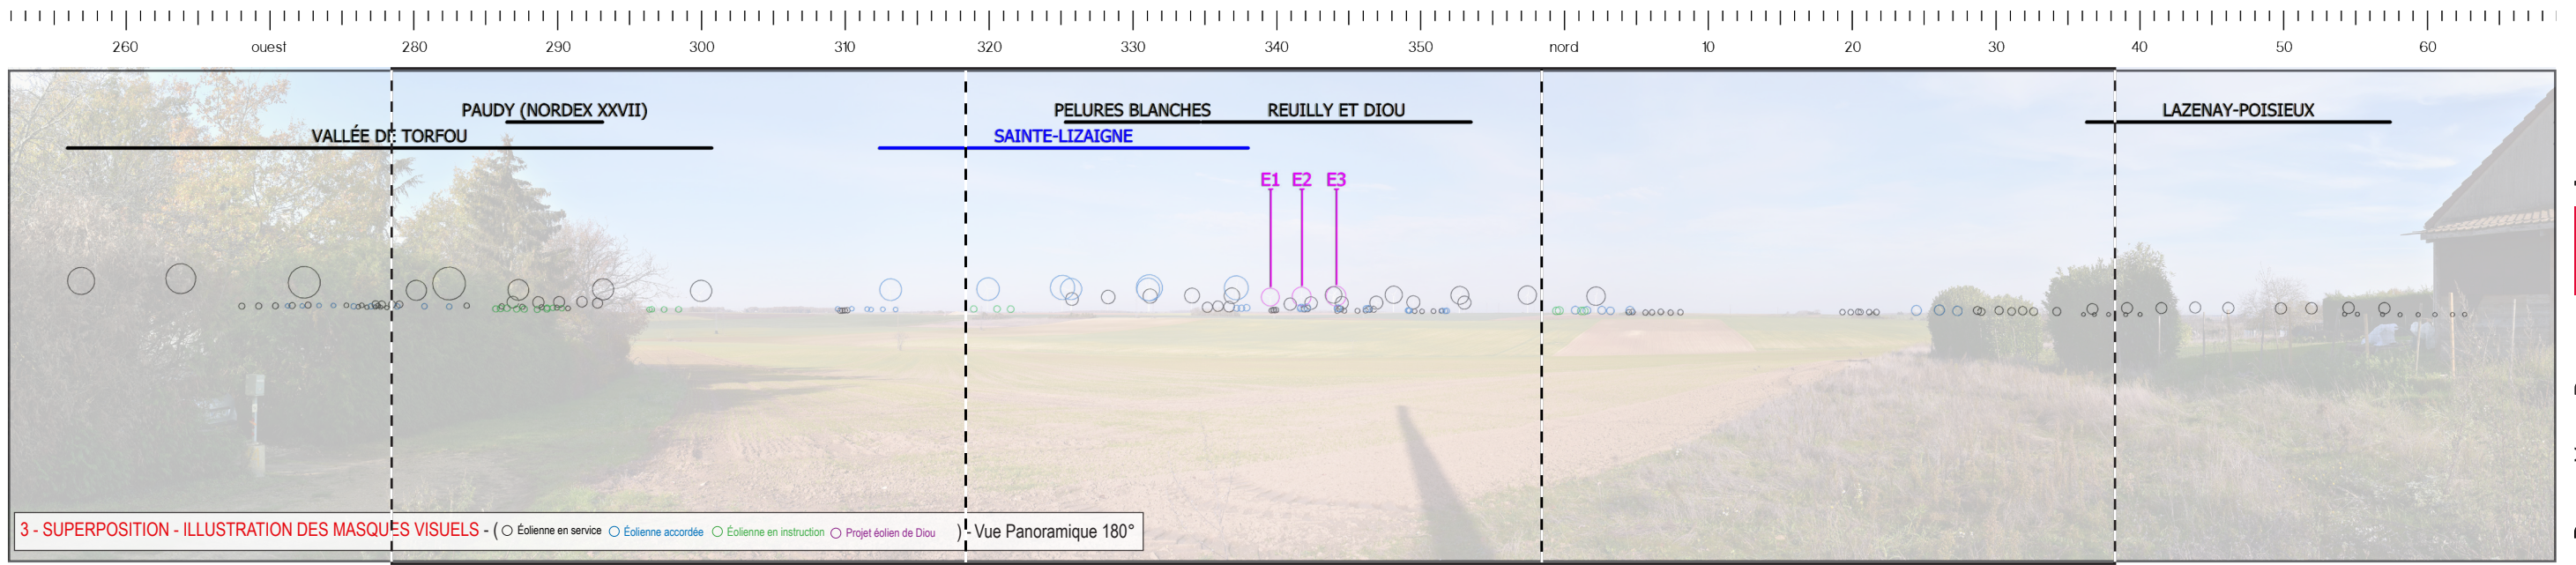 260 ouest 280 290 300 310 320 330 340 350 nord 10 20 30 40 50 60
PAUDY (NORDEX XXVII) PELURES BLANCHES REUILLY ET DIOU LAZENAY-POISIEUX
VALLÉE DE TORFOU SAINTE-LIZAIGNE
E1 E2 E3
3 - SUPERPOSITION - ILLUSTRATION DES MASQUES VISUELS - ( Éolienne en service Éolienne accordée Éolienne en instruction Projet éolien de Diou ) - Vue Panoramique 180°